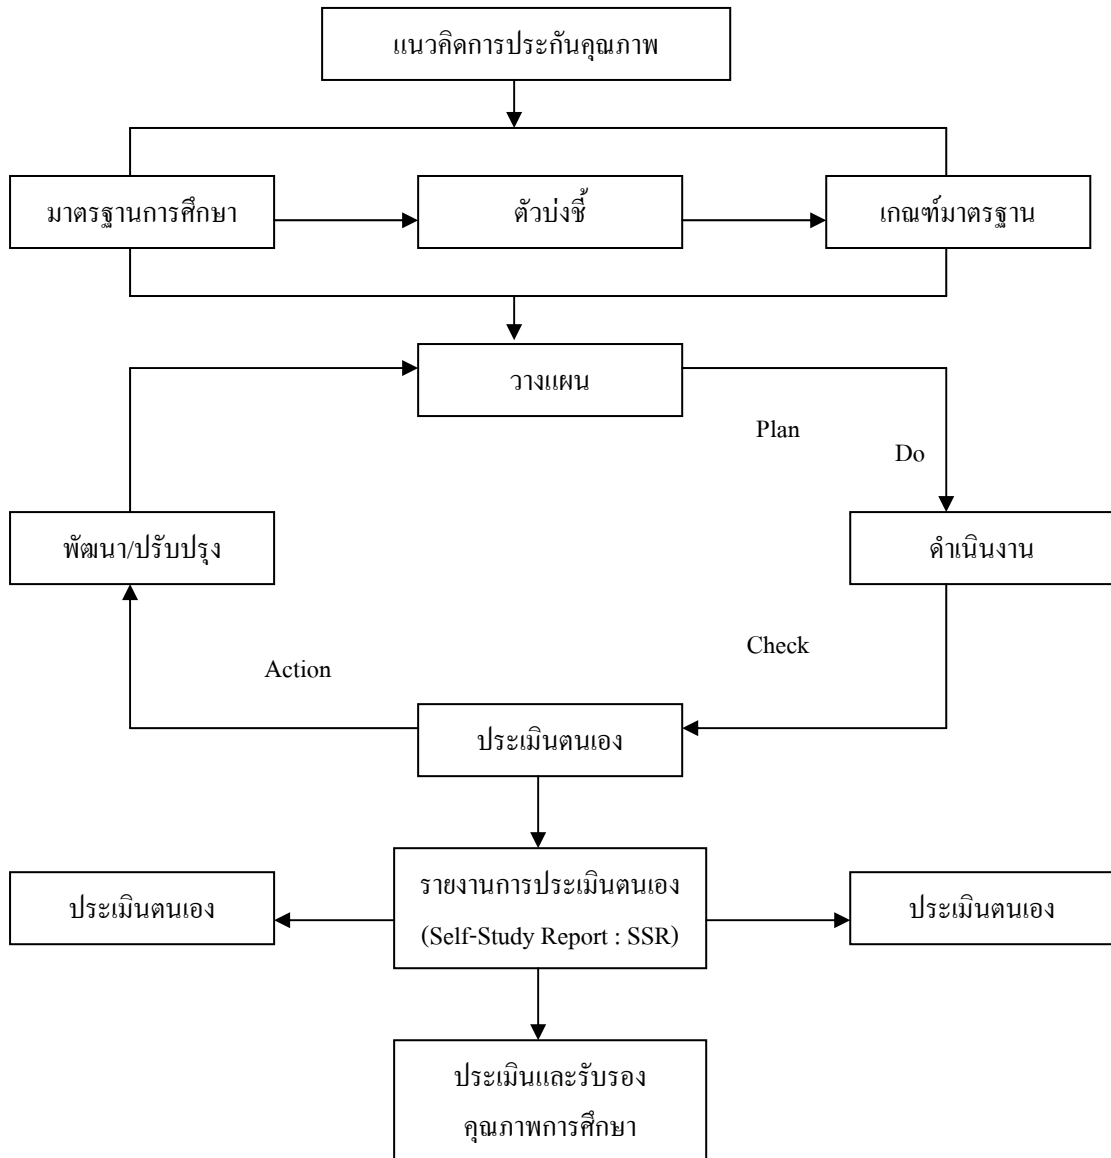 แนวคิดการประกันคุณภาพ
มาตรฐานการศึกษา
ตัวบ่งชี้
เกณฑ์มาตรฐาน
วางแผน
Plan
Do
พัฒนา/ปรับปรุง
ดำเนินงาน
Check
Action
ประเมินตนเอง
รายงานการประเมินตนเอง
(Self-Study Report : SSR)
ประเมินตนเอง
ประเมินตนเอง
ประเมินและรับรอง
คุณภาพการศึกษา